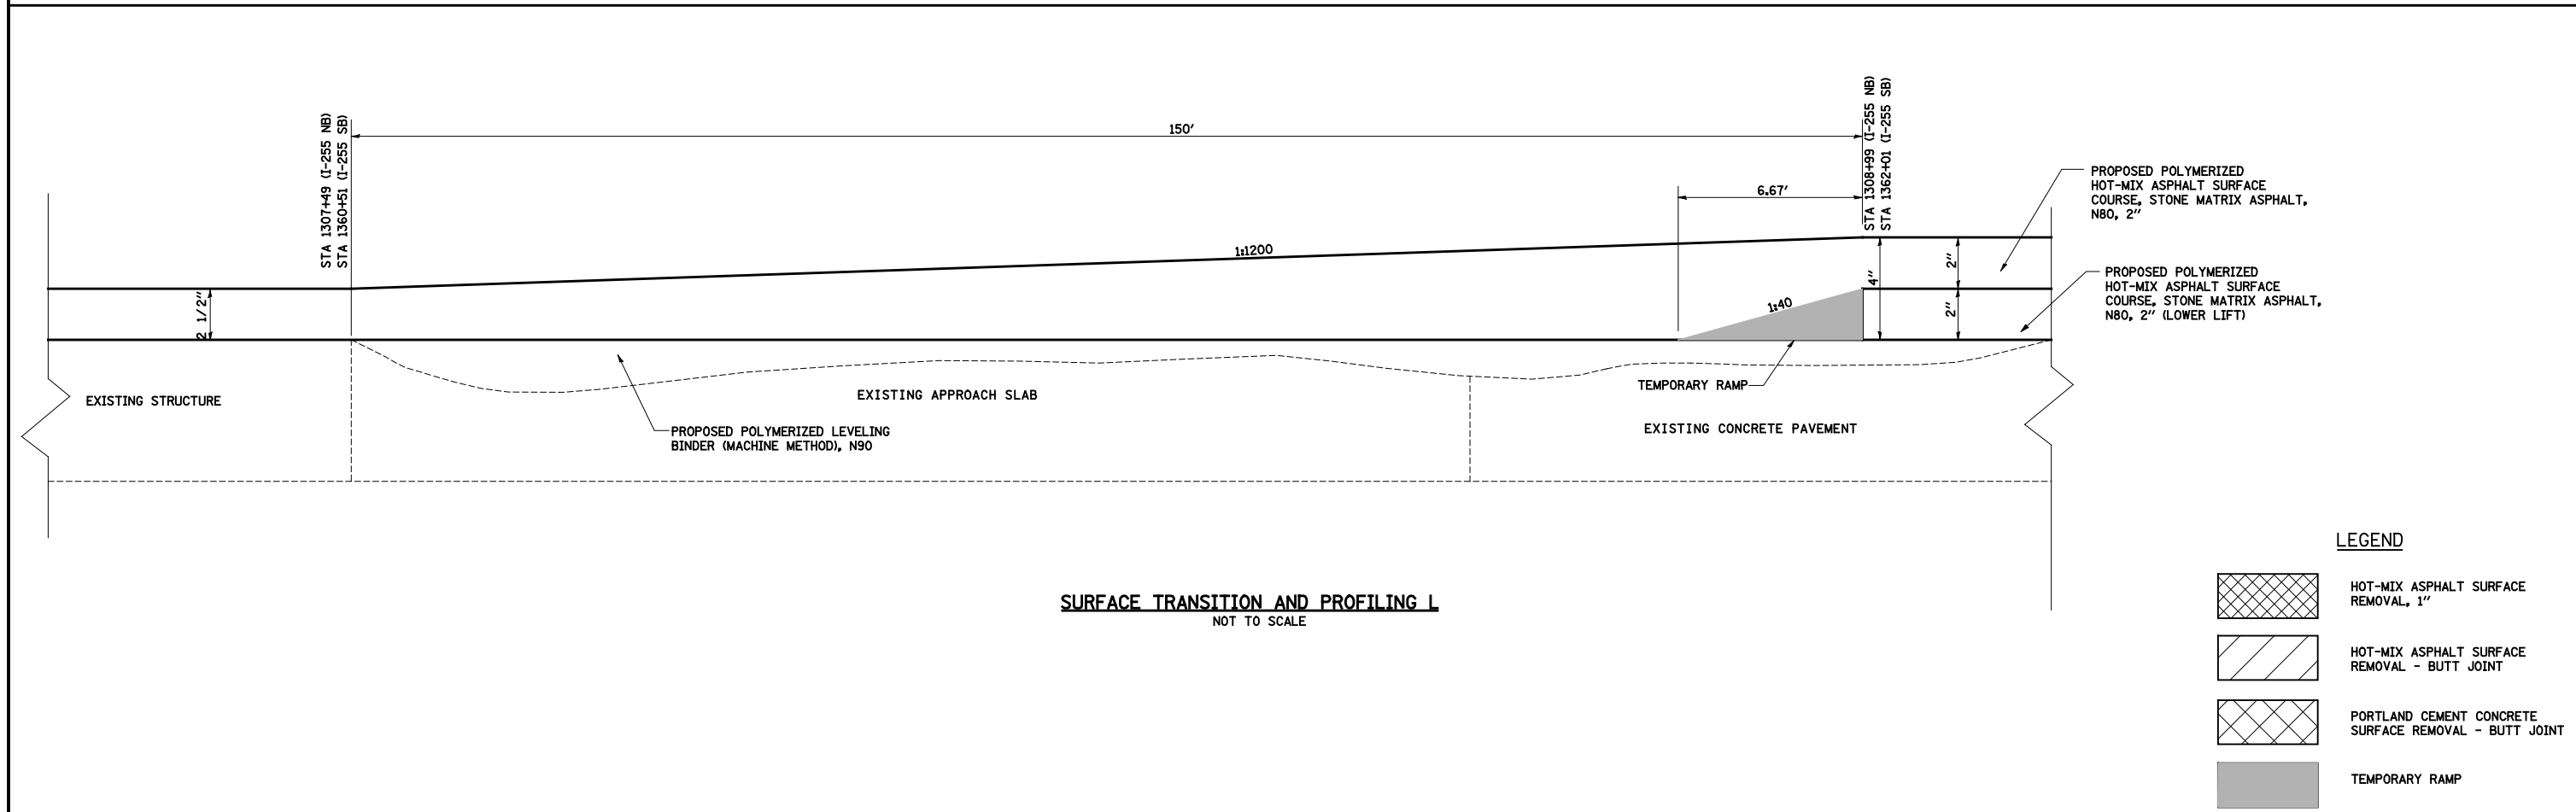 STA 1307+49 (I-255 NB)
STA 1360+51 (I-255 SB)
150'
STA 1308+99 (I-255 NB)
STA 1362+01 (I-255 SB)
6.67'
PROPOSED POLYMERIZED
HOT-MIX ASPHALT SURFACE
COURSE, STONE MATRIX ASPHALT,
N80, 2"
1:1200
2 1/2"
4"
2"
2"
1:40
PROPOSED POLYMERIZED
HOT-MIX ASPHALT SURFACE
COURSE, STONE MATRIX ASPHALT,
N80, 2" (LOWER LIFT)
EXISTING STRUCTURE
EXISTING APPROACH SLAB
TEMPORARY RAMP
PROPOSED POLYMERIZED LEVELING
BINDER (MACHINE METHOD), N90
EXISTING CONCRETE PAVEMENT
SURFACE TRANSITION AND PROFILING L
NOT TO SCALE
LEGEND
HOT-MIX ASPHALT SURFACE
REMOVAL, 1"
HOT-MIX ASPHALT SURFACE
REMOVAL - BUTT JOINT
PORTLAND CEMENT CONCRETE
SURFACE REMOVAL - BUTT JOINT
TEMPORARY RAMP